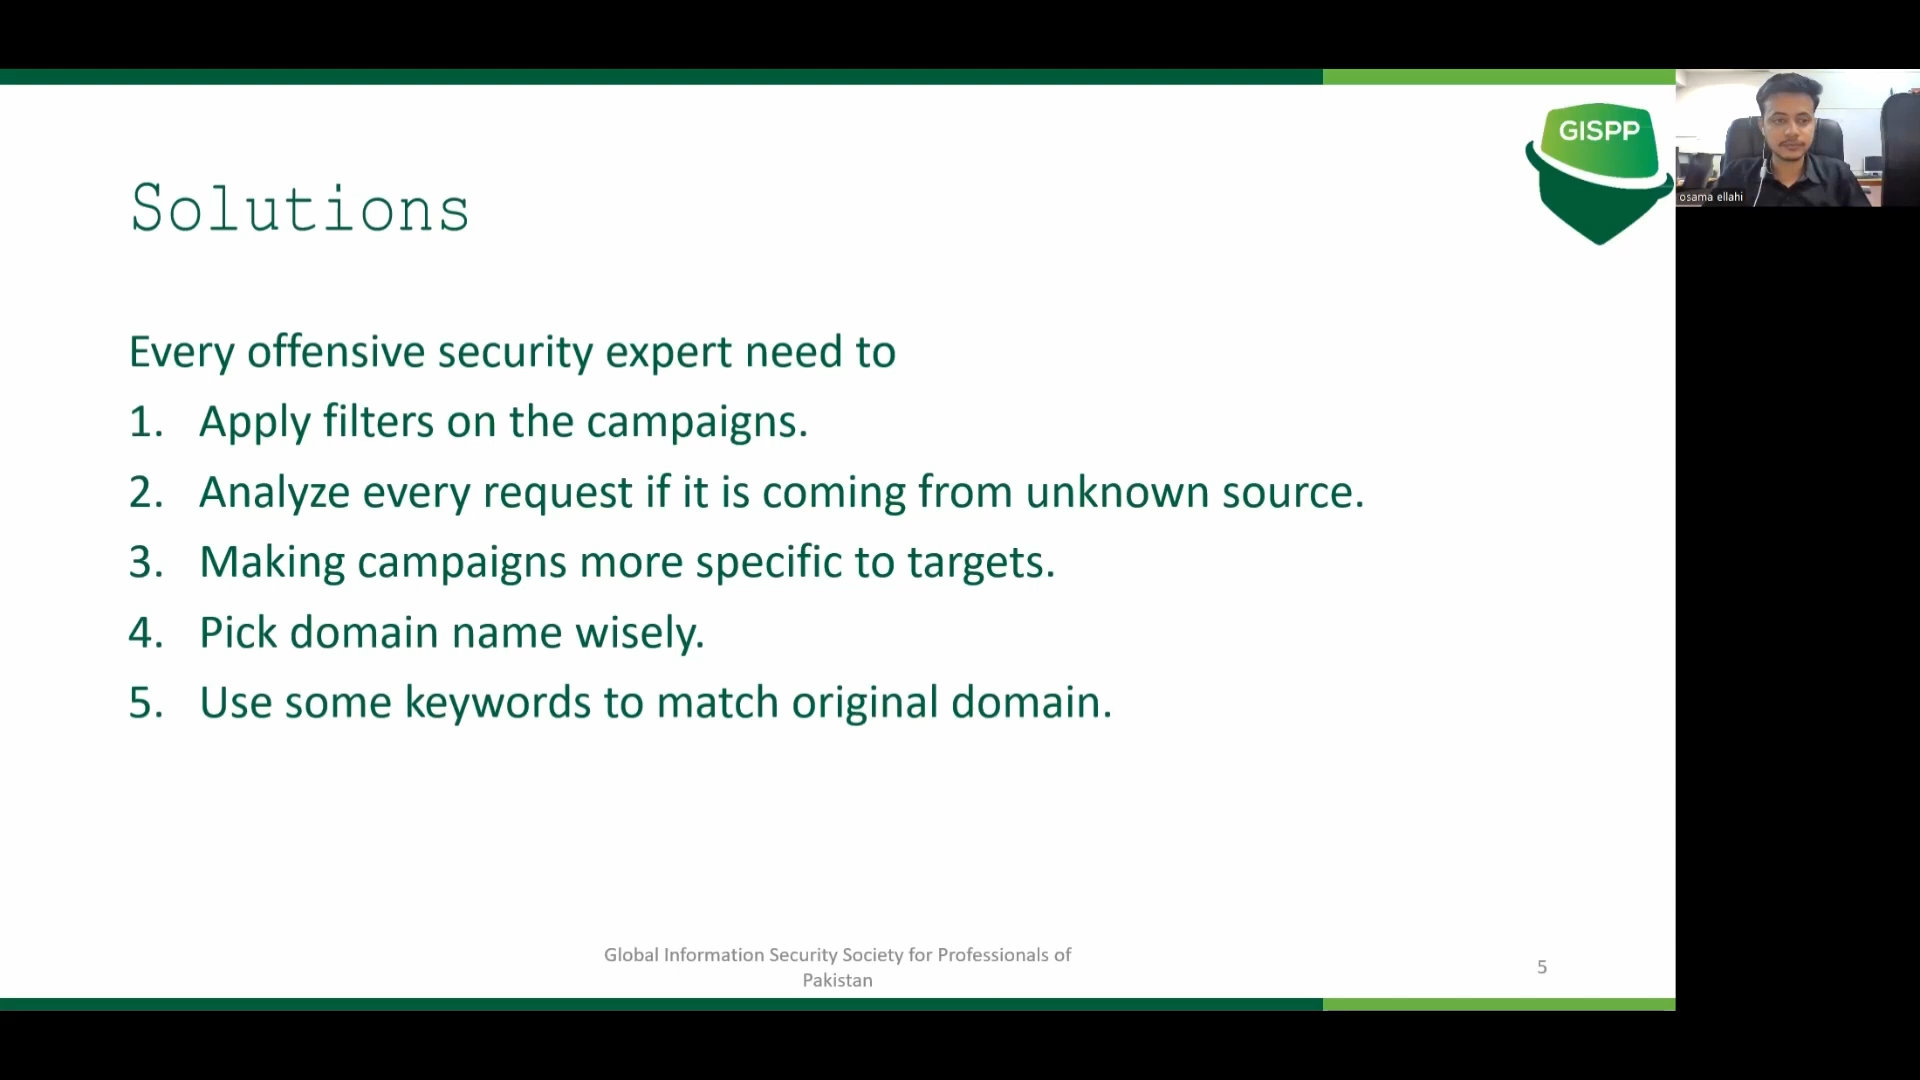 GISPP
osama ellahi
Solutions
Every offensive security expert need to
1. Apply filters on the campaigns.
2. Analyze every request if it is coming from unknown source.
3. Making campaigns more specific to targets.
4. Pick domain name wisely.
5. Use some keywords to match original domain.
Global Information Security Society for Professionals of
Pakistan
5